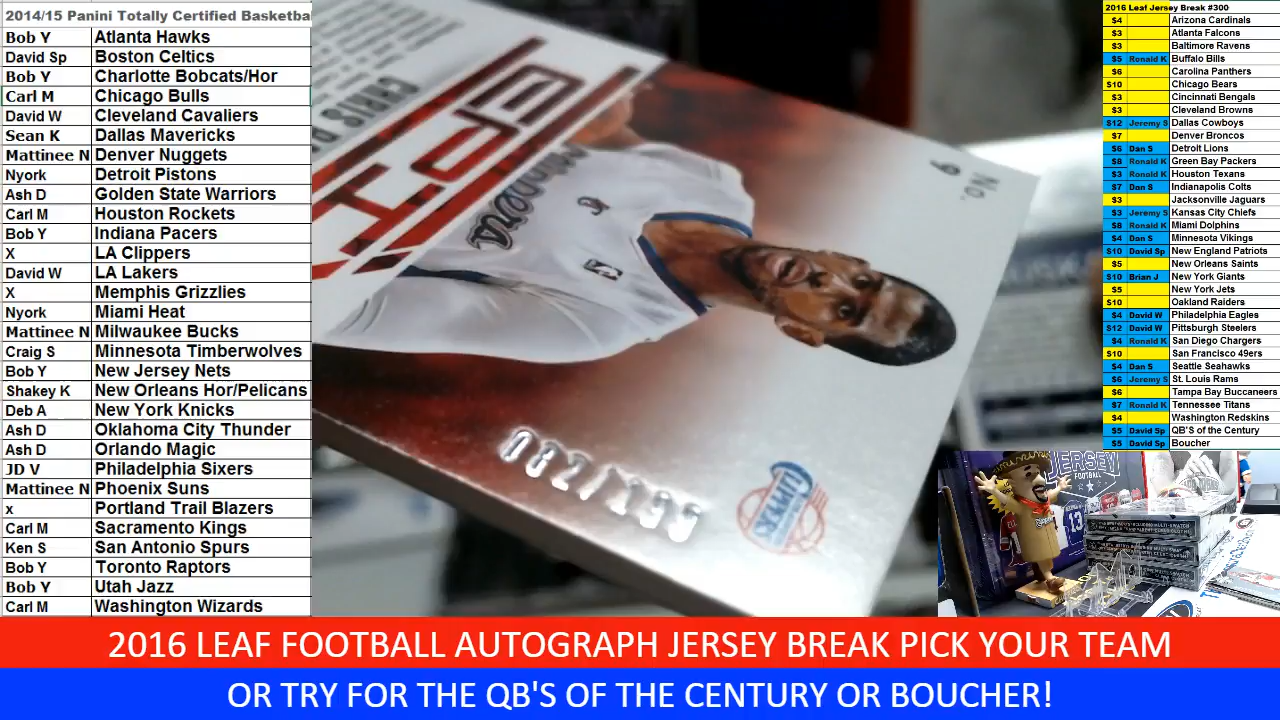 2014/15 Panini Totally Certified Basketba
Bob Y Atlanta Hawks
David Sp Boston Celtics
Bob Y Charlotte Bobcats/Hor
Carl M Chicago Bulls
David W Cleveland Cavaliers
Sean K Dallas Mavericks
Mattinee N Denver Nuggets
Nyork Detroit Pistons
Ash D Golden State Warriors
Carl M Houston Rockets
Bob Y Indiana Pacers
X LA Clippers
David W LA Lakers
X Memphis Grizzlies
Nyork Miami Heat
Mattinee N Milwaukee Bucks
Craig S Minnesota Timberwolves
Bob Y New Jersey Nets
Shakey K New Orleans Hor/Pelicans
Deb A New York Knicks
Ash D Oklahoma City Thunder
Ash D Orlando Magic
JD V Philadelphia Sixers
Mattinee N Phoenix Suns
x Portland Trail Blazers
Carl M Sacramento Kings
Ken S San Antonio Spurs
Bob Y Toronto Raptors
Bob Y Utah Jazz
Carl M Washington Wizards
CHRIS
No. 9
082/199
CLIPPERS
2016 Leaf Jersey Break #300
$4 Arizona Cardinals
$3 Atlanta Falcons
$3 Baltimore Ravens
$5 Ronald K Buffalo Bills
$6 Carolina Panthers
$10 Chicago Bears
$3 Cincinnati Bengals
$3 Cleveland Browns
$12 Jeremy S Dallas Cowboys
$7 Denver Broncos
$6 Dan S Detroit Lions
$8 Ronald K Green Bay Packers
$3 Ronald K Houston Texans
$7 Dan S Indianapolis Colts
$3 Jacksonville Jaguars
$3 Jeremy S Kansas City Chiefs
$8 Ronald K Miami Dolphins
$4 Dan S Minnesota Vikings
$10 David Sp New England Patriots
$5 New Orleans Saints
$10 Brian J New York Giants
$5 New York Jets
$10 Oakland Raiders
$4 David W Philadelphia Eagles
$12 David W Pittsburgh Steelers
$4 Ronald K San Diego Chargers
$10 San Francisco 49ers
$4 Dan S Seattle Seahawks
$6 Jeremy S St. Louis Rams
$6 Tampa Bay Buccaneers
$7 Ronald K Tennessee Titans
$4 Washington Redskins
$5 David Sp QB'S of the Century
$5 David Sp Boucher
JERSEY
FOOTBALL
13
2016 LEAF FOOTBALL AUTOGRAPH JERSEY BREAK PICK YOUR TEAM
OR TRY FOR THE QB'S OF THE CENTURY OR BOUCHER!